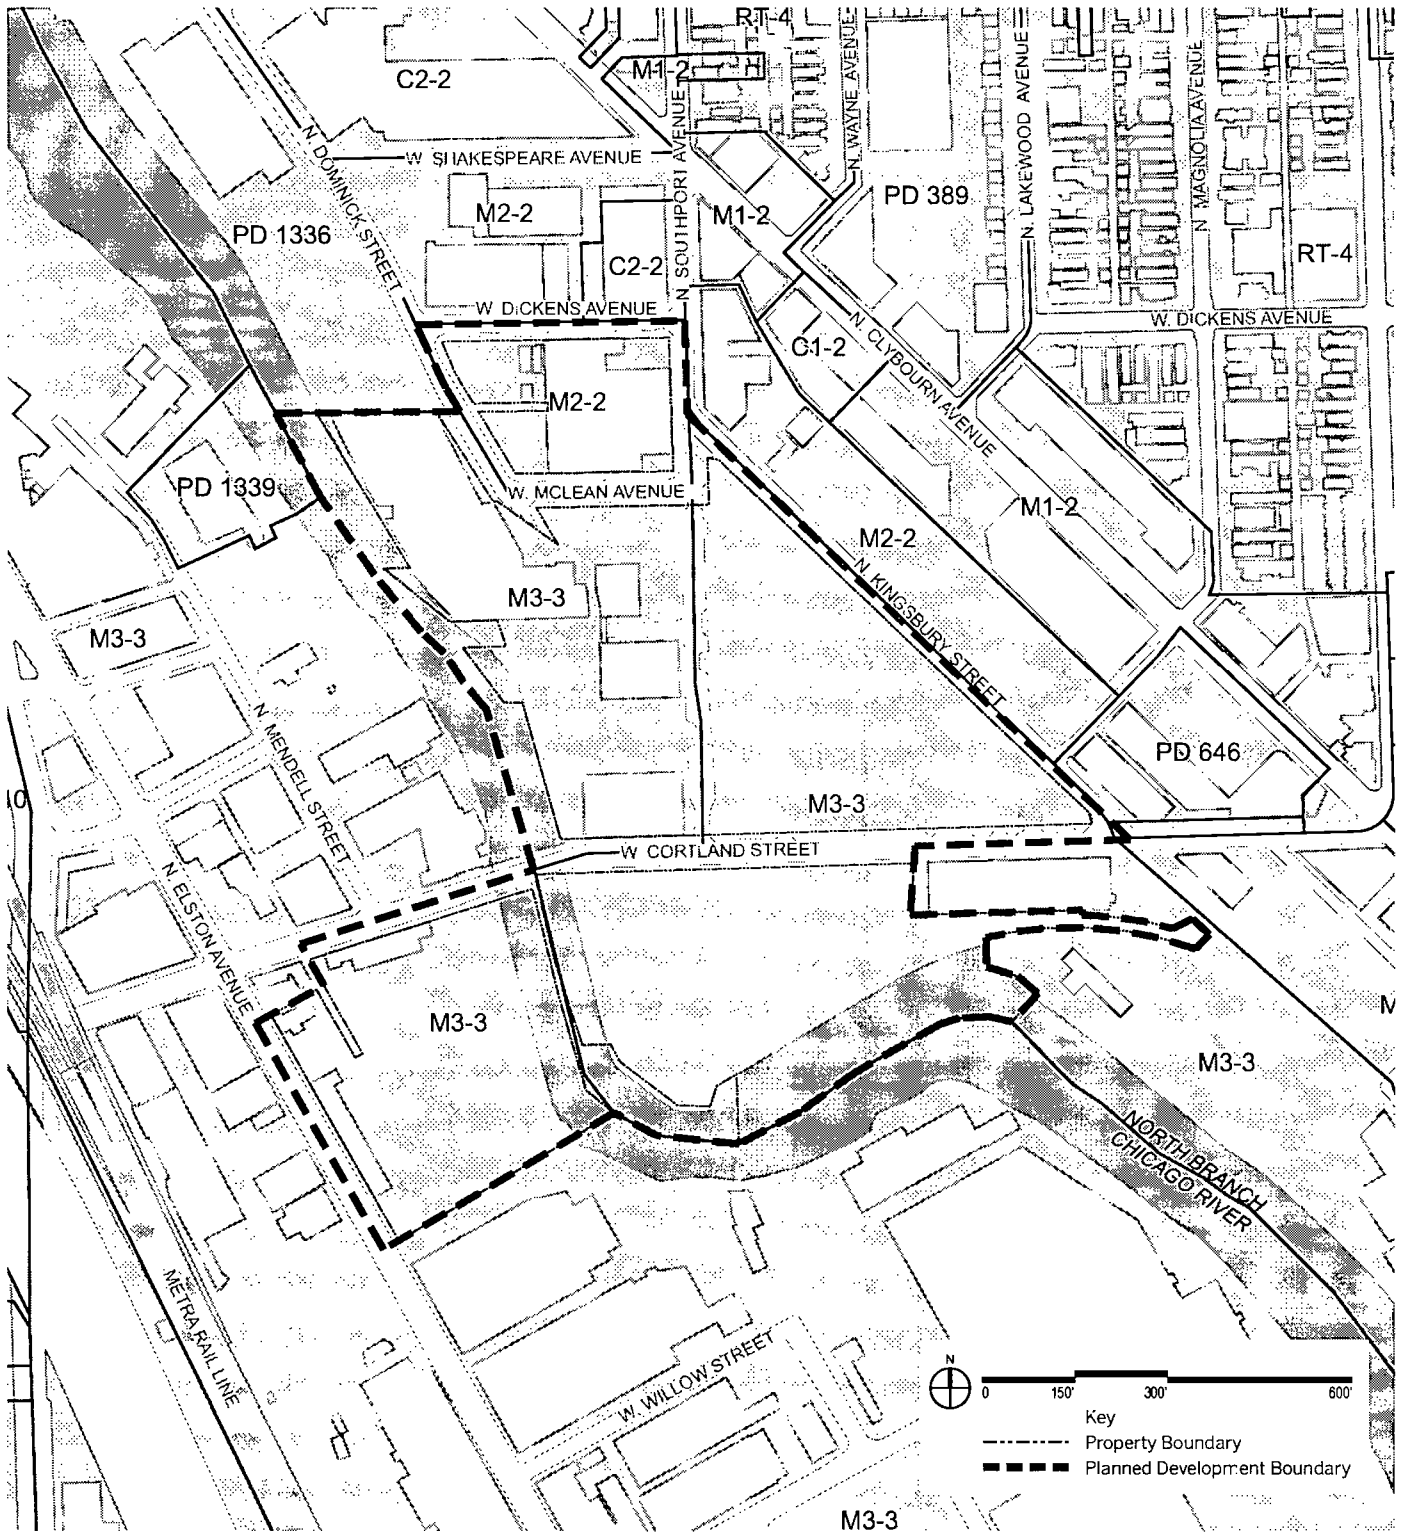 RT-4
M1-2
C2-2
N. WAYNE AVENUE
N. LAKEWOOD AVENUE
N MAGNOLIA AVENUE
N DOMINICK STREET
W SHAKESPEARE AVENUE
N SOUTHPORT AVENUE
PD 389
M2-2
M1-2
PD 1336
C2-2
RT-4
W DICKENS AVENUE
W. DICKENS AVENUE
N. CLYBOURN AVENUE
C1-2
M2-2
PD 1339
W. MCLEAN AVENUE
M1-2
M2-2
N. KINGSBURY STREET
M3-3
M3-3
N MENDELL STREET
PD 646
M3-3
W CORTLAND STREET
N ELSTON AVENUE
M3-3
M3-3
NORTH BRANCH
CHICAGO RIVER
METRA RAIL LINE
W. WILLOW STREET
N
0 150' 300' 600'
Key
Property Boundary
Planned Development Boundary
M3-3